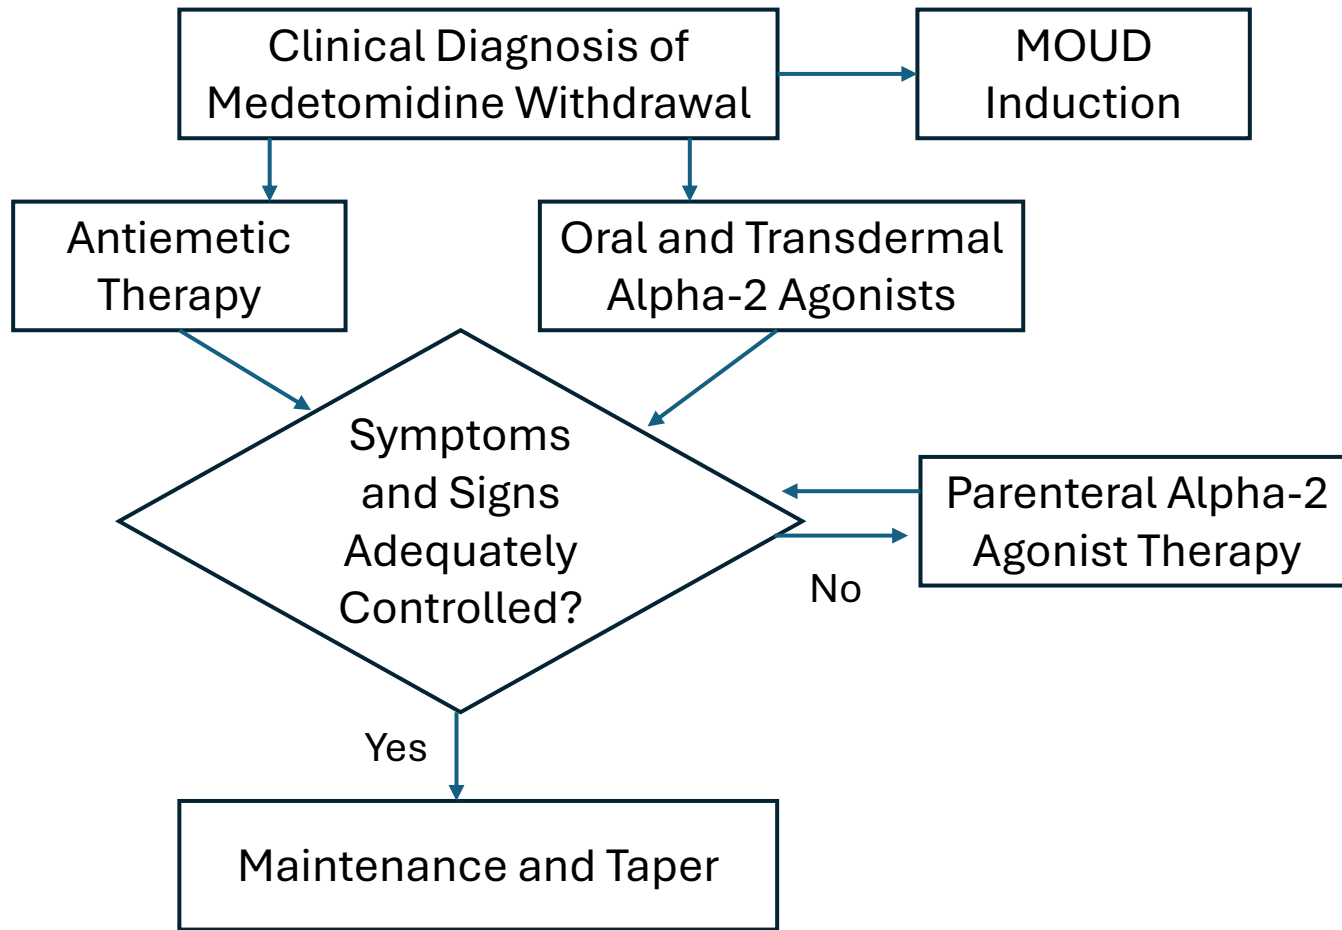 Clinical Diagnosis of
Medetomidine Withdrawal
MOUD
Induction
Antiemetic
Therapy
Oral and Transdermal
Alpha-2 Agonists
Symptoms
and Signs
Adequately
Controlled?
Parenteral Alpha-2
Agonist Therapy
No
Yes
Maintenance and Taper